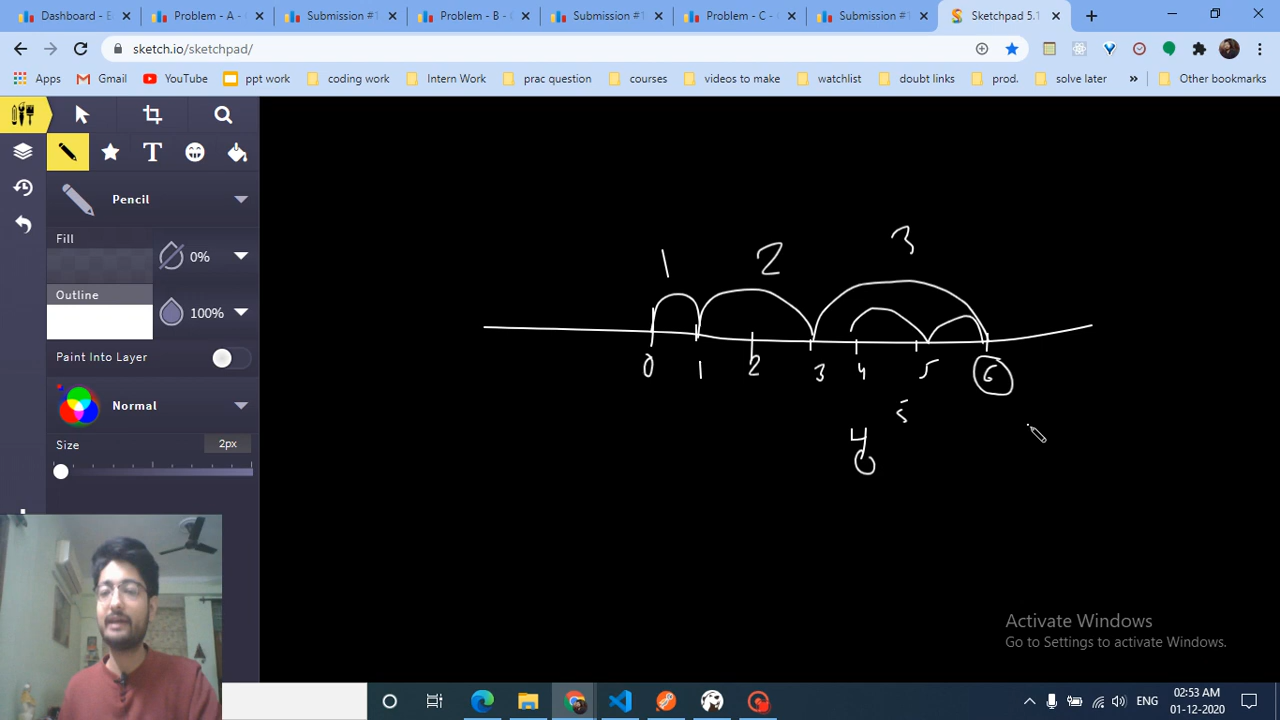 Dashboard - E
Problem - A - C
Submission #1
Problem - B - C
Submission #
Problem - C - C
Submission #1
Sketchpad 5.1
sketch.io/sketchpad/
Apps
Gmail
YouTube
ppt work
coding work
Intern Work
prac question
courses
videos to make
watchlist
doubt links
prod.
solve later
»
Other bookmarks
T
Pencil
Fill
0%
Outline
100%
Paint Into Layer
Normal
Size
2px
1 2 3
0 1 2 3 4 5 6
5
4
0
Activate Windows
Go to Settings to activate Windows.
ENG
02:53 AM
01-12-2020